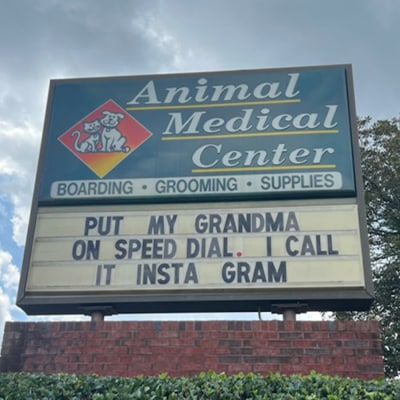 Animal
Medical
Center
BOARDING · GROOMING · SUPPLIES
PUT MY GRANDMA
ON SPEED DIAL. I CALL
IT INSTA GRAM